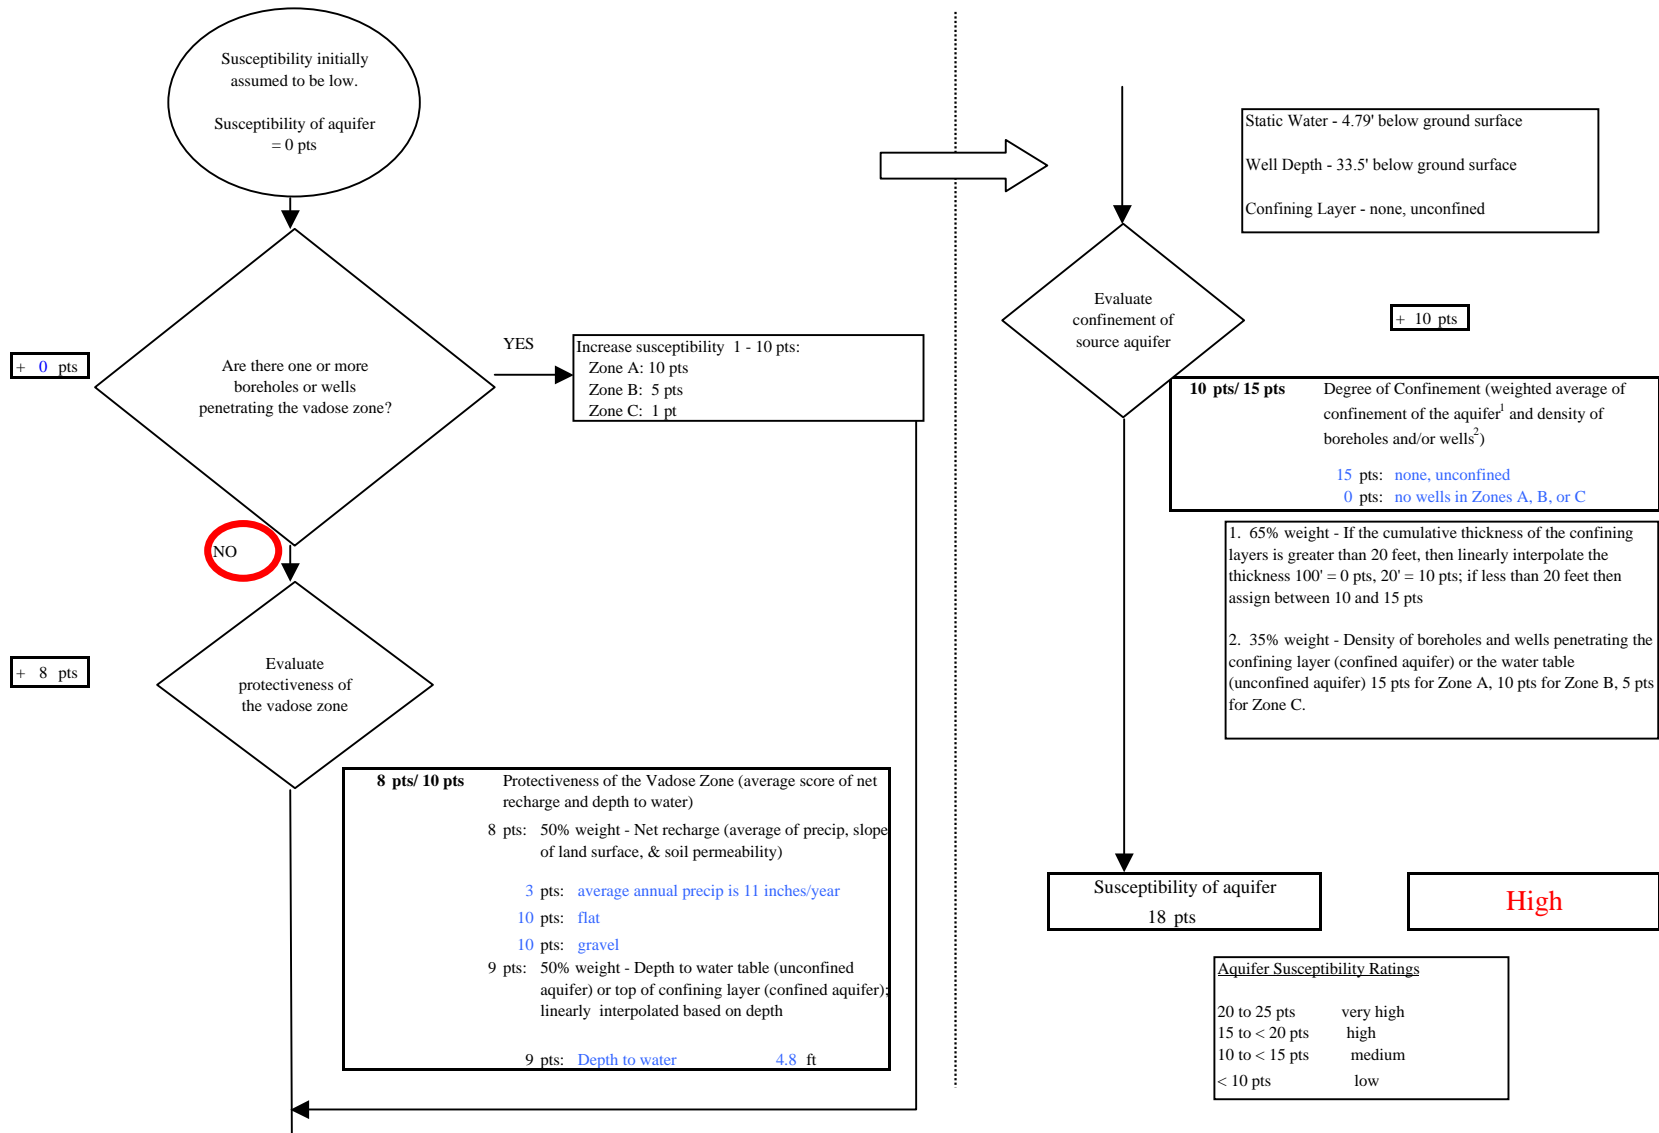 Susceptibility initially
assumed to be low.
Susceptibility of aquifer
= 0 pts
+ 0 pts
Are there one or more
boreholes or wells
penetrating the vadose zone?
YES
Increase susceptibility 1 - 10 pts:
Zone A: 10 pts
Zone B: 5 pts
Zone C: 1 pt
NO
+ 8 pts
Evaluate
protectiveness of
the vadose zone
8 pts/ 10 pts Protectiveness of the Vadose Zone (average score of net
recharge and depth to water)
8 pts: 50% weight - Net recharge (average of precip, slope
of land surface, & soil permeability)
3 pts: average annual precip is 11 inches/year
10 pts: flat
10 pts: gravel
9 pts: 50% weight - Depth to water table (unconfined
aquifer) or top of confining layer (confined aquifer);
linearly interpolated based on depth
9 pts: Depth to water 4.8 ft
Static Water - 4.79' below ground surface
Well Depth - 33.5' below ground surface
Confining Layer - none, unconfined
Evaluate
confinement of
source aquifer
+ 10 pts
10 pts/ 15 pts Degree of Confinement (weighted average of
confinement of the aquifer1 and density of
boreholes and/or wells2)
15 pts: none, unconfined
0 pts: no wells in Zones A, B, or C
1. 65% weight - If the cumulative thickness of the confining
layers is greater than 20 feet, then linearly interpolate the
thickness 100' = 0 pts, 20' = 10 pts; if less than 20 feet then
assign between 10 and 15 pts
2. 35% weight - Density of boreholes and wells penetrating the
confining layer (confined aquifer) or the water table
(unconfined aquifer) 15 pts for Zone A, 10 pts for Zone B, 5 pts
for Zone C.
Susceptibility of aquifer
18 pts
High
Aquifer Susceptibility Ratings
20 to 25 pts very high
15 to < 20 pts high
10 to < 15 pts medium
< 10 pts low